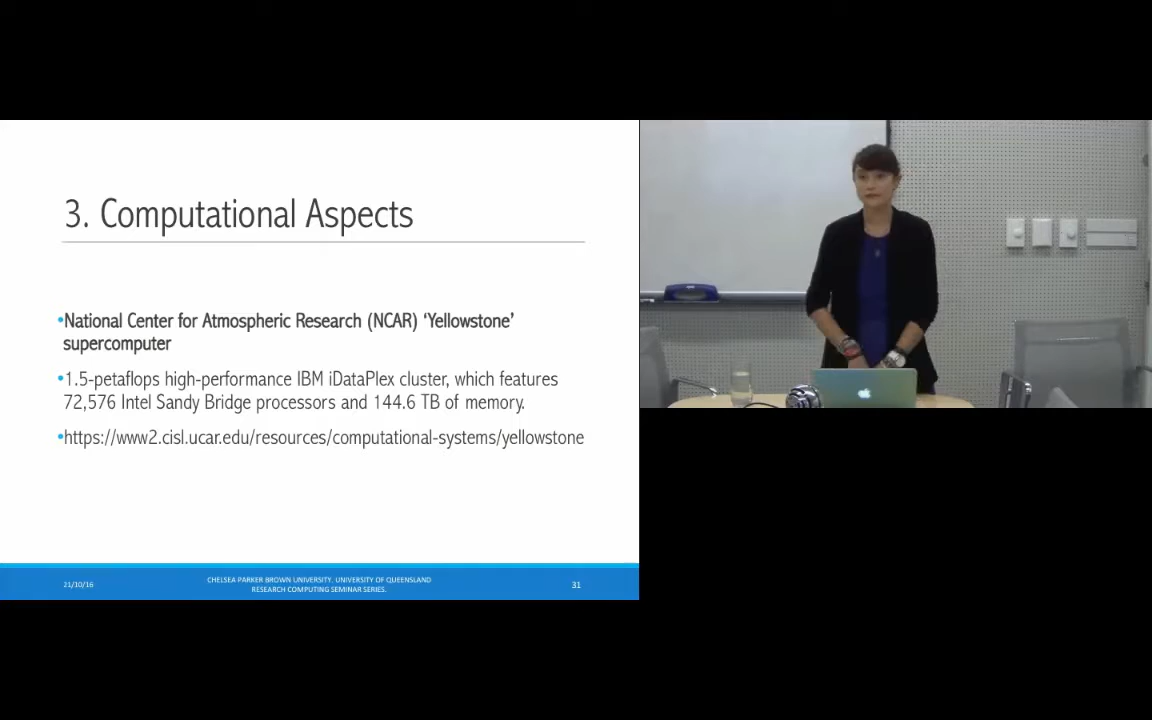 3. Computational Aspects
•National Center for Atmospheric Research (NCAR) ‘Yellowstone’
supercomputer
•1.5-petaflops high-performance IBM iDataPlex cluster, which features
72,576 Intel Sandy Bridge processors and 144.6 TB of memory.
•https://www2.cisl.ucar.edu/resources/computational-systems/yellowstone
21/10/16
CHELSEA PARKER BROWN UNIVERSITY. UNIVERSITY OF QUEENSLAND
RESEARCH COMPUTING SEMINAR SERIES.
31